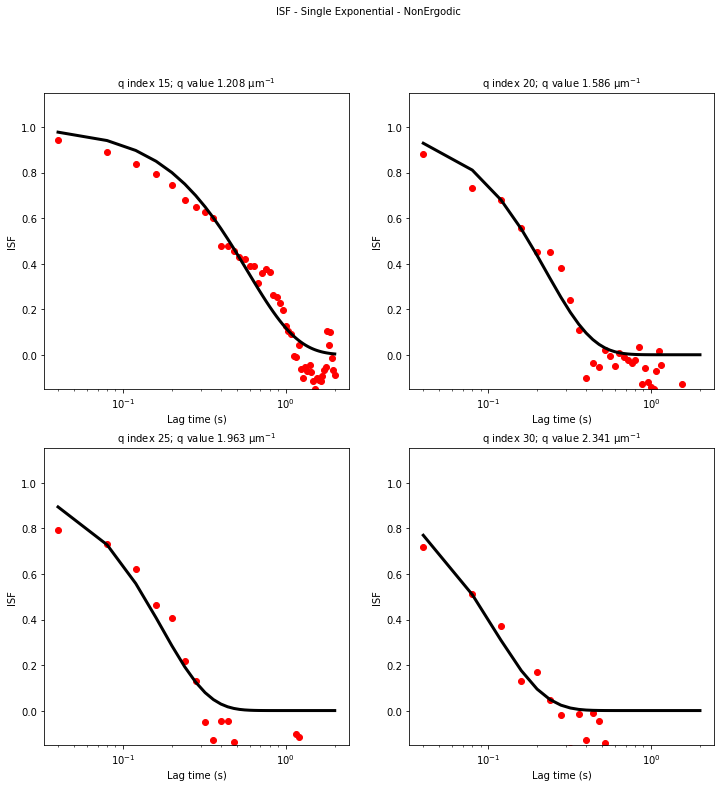 ISF - Single Exponential - NonErgodic
q index 15; q value 1.208 μm⁻¹
q index 20; q value 1.586 μm⁻¹
1.0
0.8
0.6
0.4
0.2
0.0
ISF
10⁻¹
10⁰
Lag time (s)
1.0
0.8
0.6
0.4
0.2
0.0
ISF
10⁻¹
10⁰
Lag time (s)
q index 25; q value 1.963 μm⁻¹
q index 30; q value 2.341 μm⁻¹
1.0
0.8
0.6
0.4
0.2
0.0
ISF
10⁻¹
10⁰
Lag time (s)
1.0
0.8
0.6
0.4
0.2
0.0
ISF
10⁻¹
10⁰
Lag time (s)